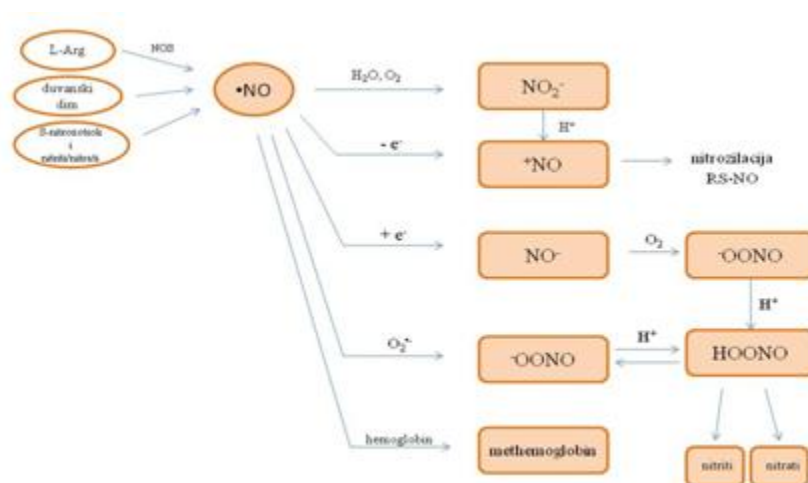 L-Arg
NOS
duvanski
dim
i
•NO
H₂O, O₂
NO₂⁻
H⁺
- e⁻
⁺NO
nitrozilacija
RS-NO
+ e⁻
NO⁻
O₂
⁻OONO
H⁺
O₂•⁻
⁻OONO
H⁺
HOONO
hemoglobin
methemoglobin
nitriti
nitrati